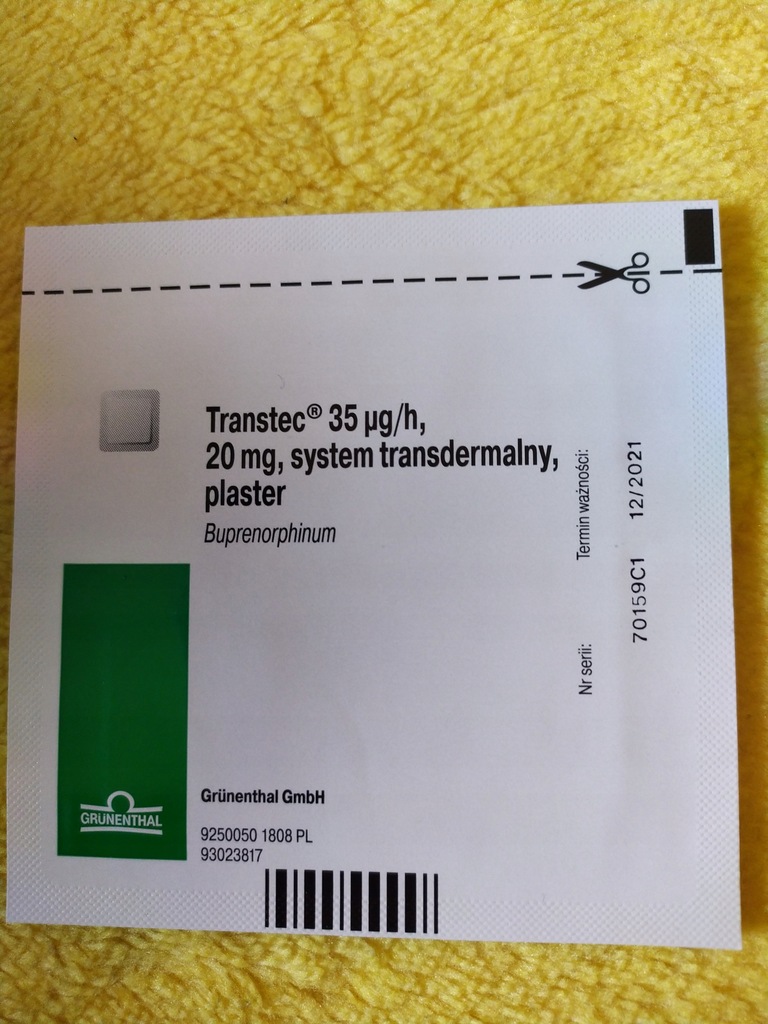 Transtec® 35 µg/h,
20 mg, system transdermalny,
plaster
Buprenorphinum
Termin ważności:
12/2021
Nr serii:
70159C1
GRÜNENTHAL
Grünenthal GmbH
9250050 1808 PL
93023817